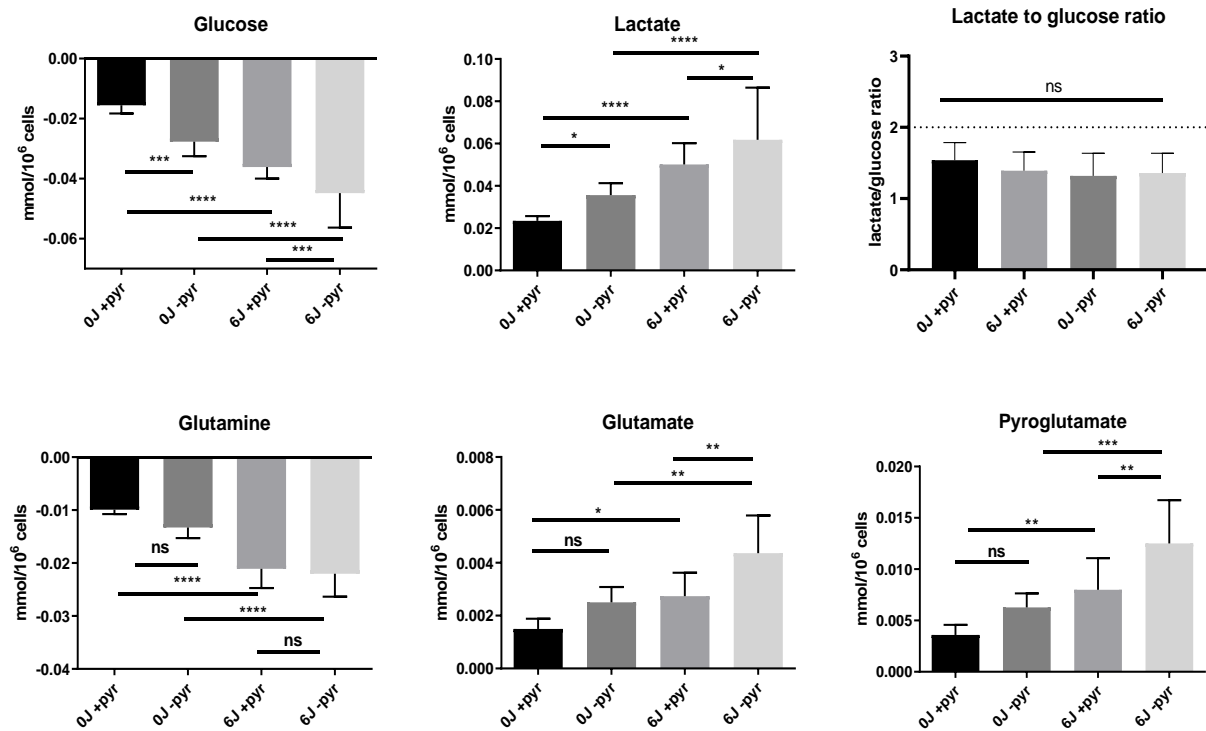 Glucose
0.00
-0.02
-0.04
-0.06
mmol/10⁶ cells
***
****
****
***
0J +pyr
0J -pyr
6J +pyr
6J -pyr
Lactate
0.10
0.08
0.06
0.04
0.02
0.00
mmol/10⁶ cells
****
*
****
*
0J +pyr
0J -pyr
6J +pyr
6J -pyr
Lactate to glucose ratio
3
2
1
0
lactate/glucose ratio
ns
0J +pyr
6J +pyr
0J -pyr
6J -pyr
Glutamine
0.00
-0.01
-0.02
-0.03
-0.04
mmol/10⁶ cells
ns
****
****
ns
0J +pyr
0J -pyr
6J +pyr
6J -pyr
Glutamate
0.008
0.006
0.004
0.002
0.000
mmol/10⁶ cells
**
**
*
ns
0J +pyr
0J -pyr
6J +pyr
6J -pyr
Pyroglutamate
0.020
0.015
0.010
0.005
0.000
mmol/10⁶ cells
***
**
**
ns
0J +pyr
0J -pyr
6J +pyr
6J -pyr